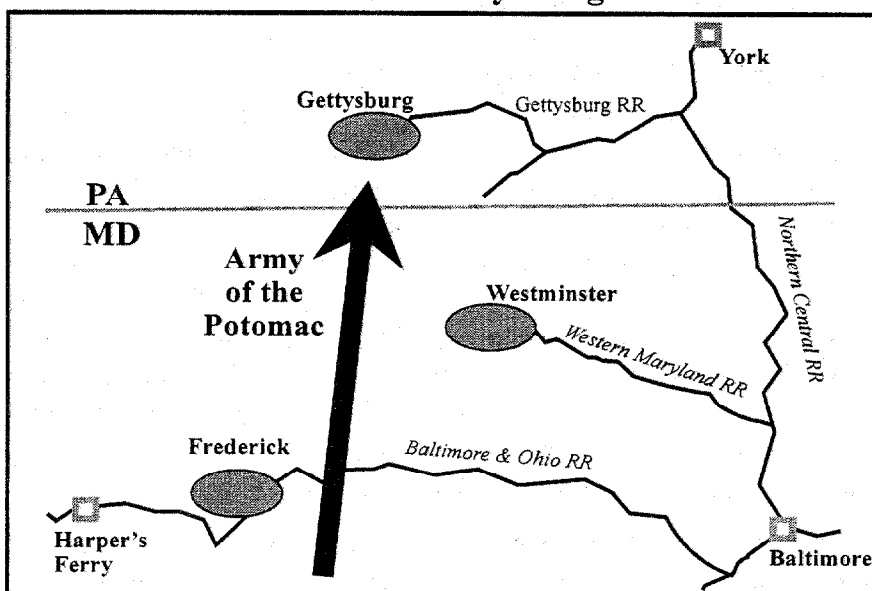 York
Gettysburg
Gettysburg RR
PA
MD
Army
of the
Potomac
Westminster
Northern Central RR
Western Maryland RR
Frederick
Baltimore & Ohio RR
Harper's
Ferry
Baltimore